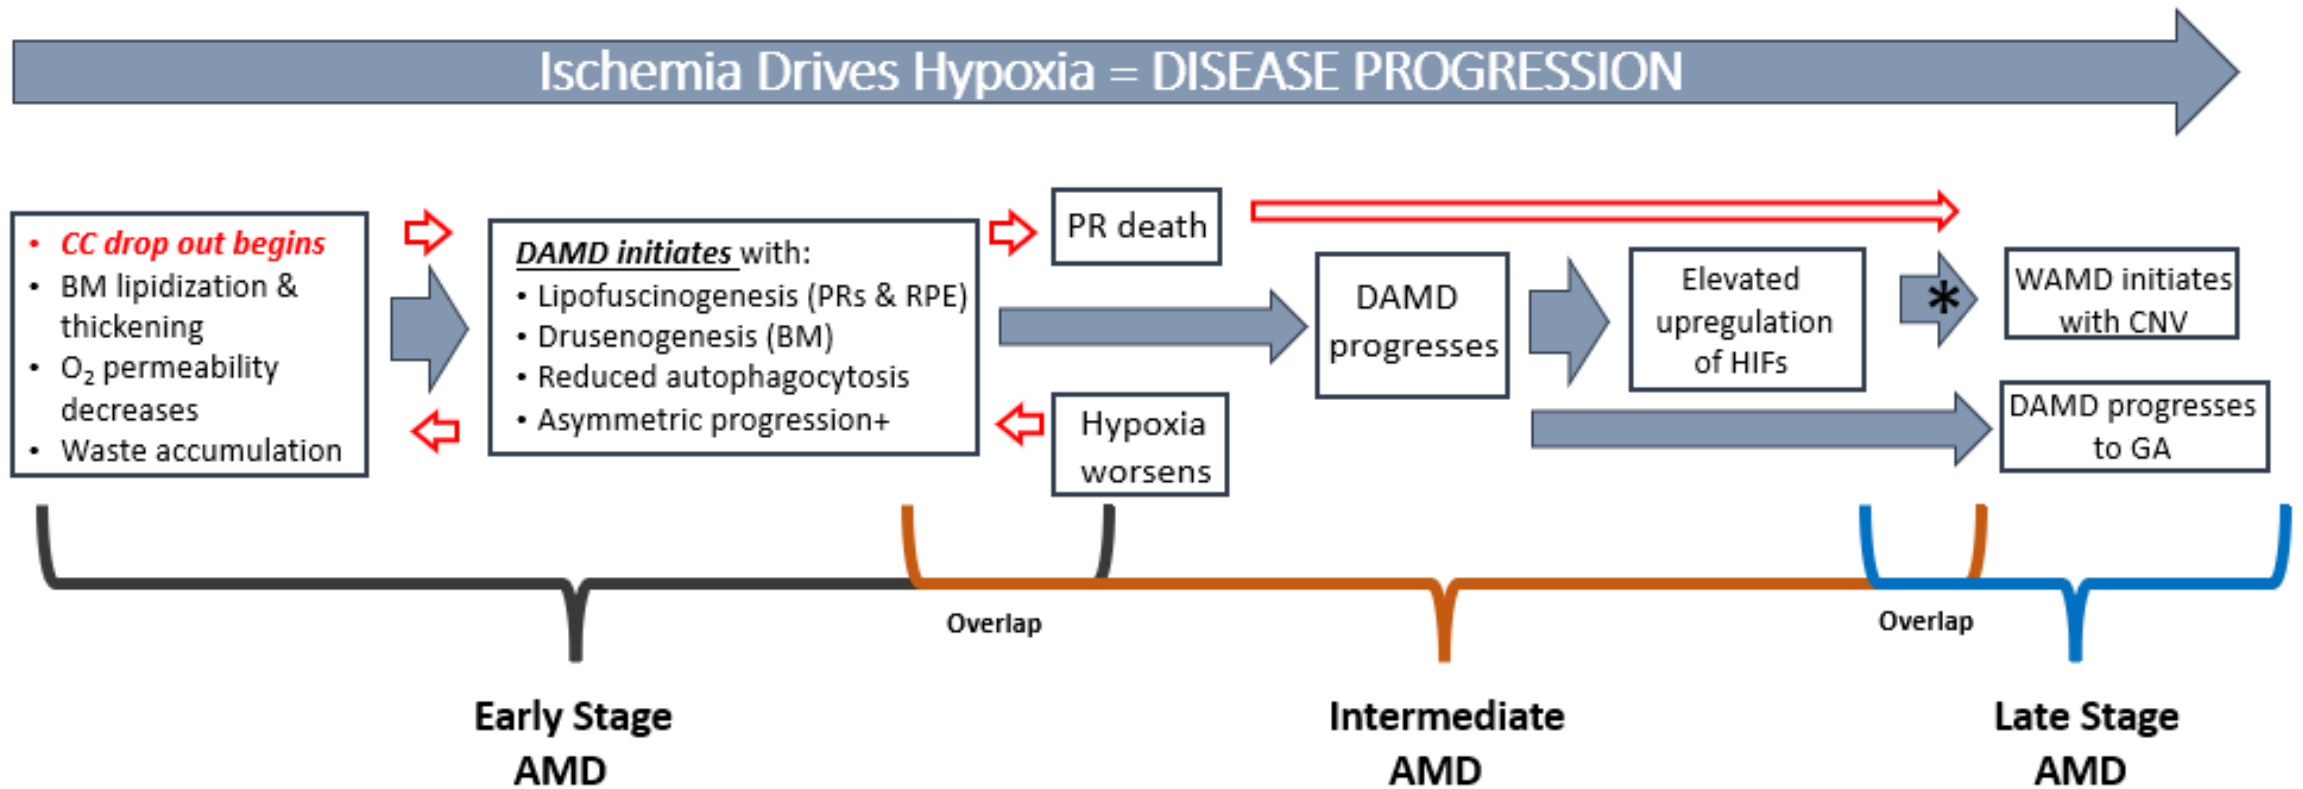 Ischemia Drives Hypoxia = DISEASE PROGRESSION
• CC drop out begins
• BM lipidization &
thickening
• O₂ permeability
decreases
• Waste accumulation
DAMD initiates with:
• Lipofuscinogenesis (PRs & RPE)
• Drusenogenesis (BM)
• Reduced autophagocytosis
• Asymmetric progression+
PR death
Hypoxia
worsens
DAMD
progresses
Elevated
upregulation
of HIFs
*
WAMD initiates
with CNV
DAMD progresses
to GA
Overlap
Overlap
Early Stage
AMD
Intermediate
AMD
Late Stage
AMD